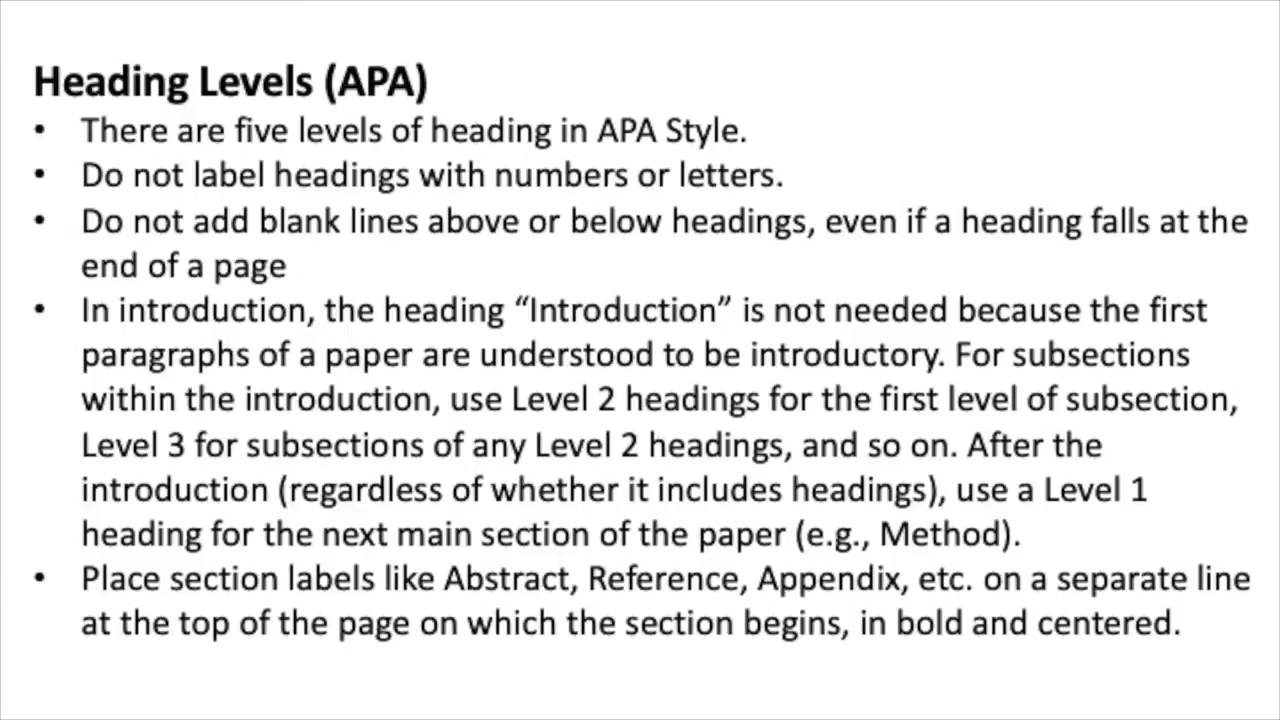 Heading Levels (APA)
• There are five levels of heading in APA Style.
• Do not label headings with numbers or letters.
• Do not add blank lines above or below headings, even if a heading falls at the
end of a page
• In introduction, the heading “Introduction” is not needed because the first
paragraphs of a paper are understood to be introductory. For subsections
within the introduction, use Level 2 headings for the first level of subsection,
Level 3 for subsections of any Level 2 headings, and so on. After the
introduction (regardless of whether it includes headings), use a Level 1
heading for the next main section of the paper (e.g., Method).
• Place section labels like Abstract, Reference, Appendix, etc. on a separate line
at the top of the page on which the section begins, in bold and centered.